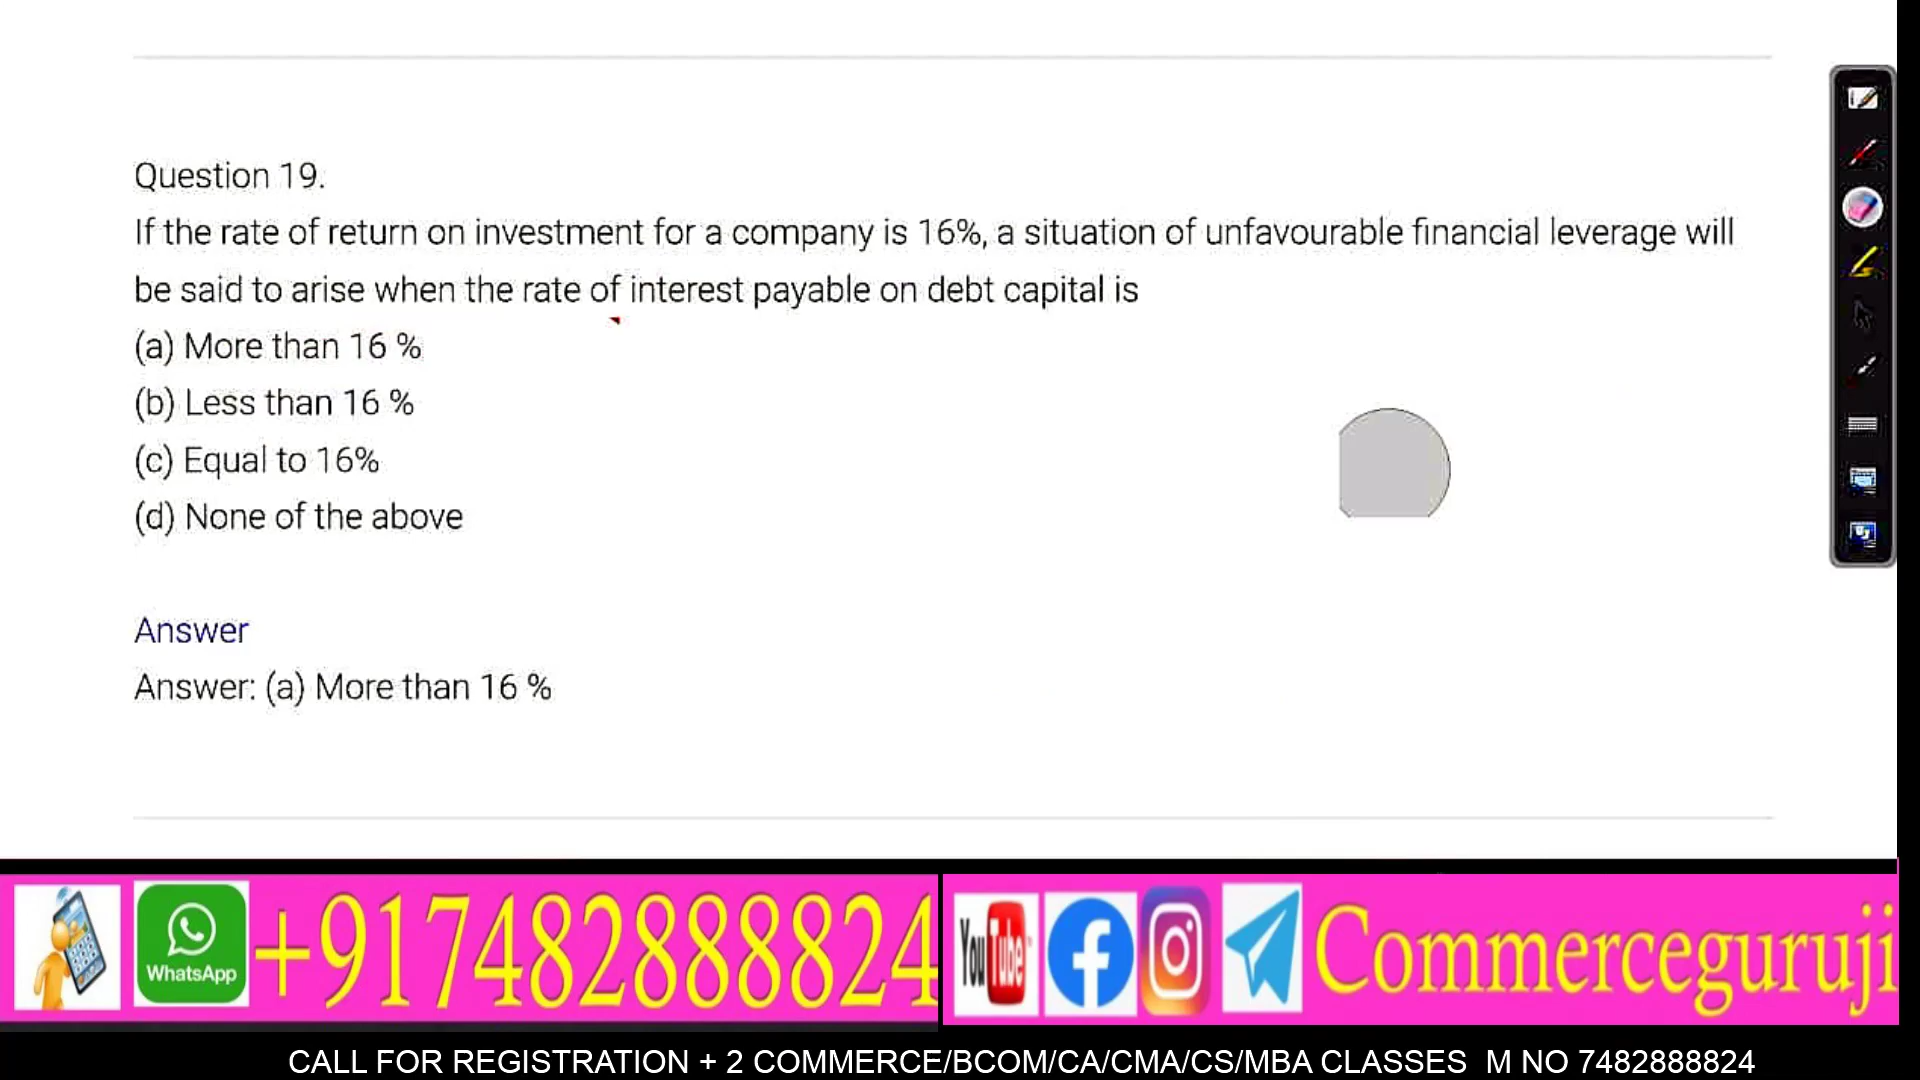 Question 19.
If the rate of return on investment for a company is 16%, a situation of unfavourable financial leverage will
be said to arise when the rate of interest payable on debt capital is
(a) More than 16 %
(b) Less than 16 %
(c) Equal to 16%
(d) None of the above
Answer
Answer: (a) More than 16 %
WhatsApp
+917482888824
YouTube
Commerceguruji
CALL FOR REGISTRATION + 2 COMMERCE/BCOM/CA/CMA/CS/MBA CLASSES M NO 7482888824